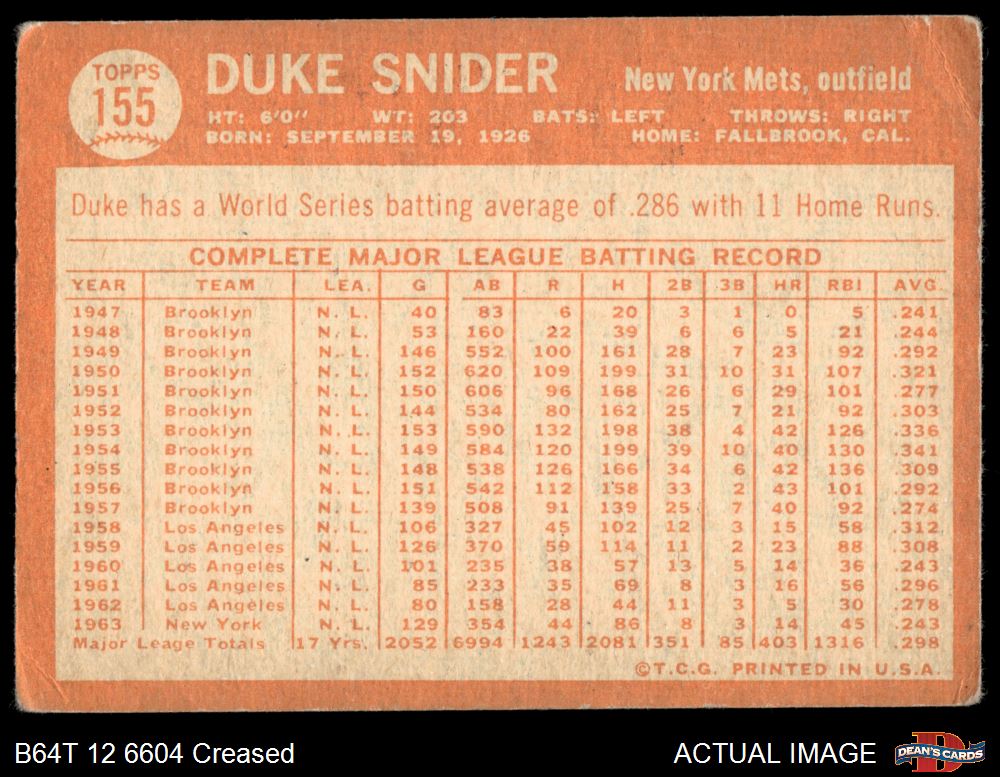 TOPPS
155
DUKE SNIDER New York Mets, outfield
HT: 6'0" WT: 203 BATS: LEFT THROWS: RIGHT
BORN: SEPTEMBER 19, 1926 HOME: FALLBROOK, CAL.
Duke has a World Series batting average of .286 with 11 Home Runs.
COMPLETE MAJOR LEAGUE BATTING RECORD
YEAR TEAM LEA. G AB R H 2B 3B HR RBI AVG.
1947 Brooklyn N. L. 40 83 6 20 3 1 0 5 .241
1948 Brooklyn N. L. 53 160 22 39 6 6 5 21 .244
1949 Brooklyn N. L. 146 552 100 161 28 7 23 92 .292
1950 Brooklyn N. L. 152 620 109 199 31 10 31 107 .321
1951 Brooklyn N. L. 150 606 96 168 26 6 29 101 .277
1952 Brooklyn N. L. 144 534 80 162 25 7 21 92 .303
1953 Brooklyn N. L. 153 590 132 198 38 4 42 126 .336
1954 Brooklyn N. L. 149 584 120 199 39 10 40 130 .341
1955 Brooklyn N. L. 148 538 126 166 34 6 42 136 .309
1956 Brooklyn N. L. 151 542 112 158 33 2 43 101 .292
1957 Brooklyn N. L. 139 508 91 139 25 7 40 92 .274
1958 Los Angeles N. L. 106 327 45 102 12 3 15 58 .312
1959 Los Angeles N. L. 126 370 59 114 11 2 23 88 .308
1960 Los Angeles N. L. 101 235 38 57 13 5 14 36 .243
1961 Los Angeles N. L. 85 233 35 69 8 3 16 56 .296
1962 Los Angeles N. L. 80 158 28 44 11 3 5 30 .278
1963 New York N. L. 129 354 44 86 8 3 14 45 .243
Major Leage Totals 17 Yrs. 2052 6994 1243 2081 351 85 403 1316 .298
©T.C.G. PRINTED IN U.S.A.
B64T 12 6604 Creased ACTUAL IMAGE DEAN'S CARDS